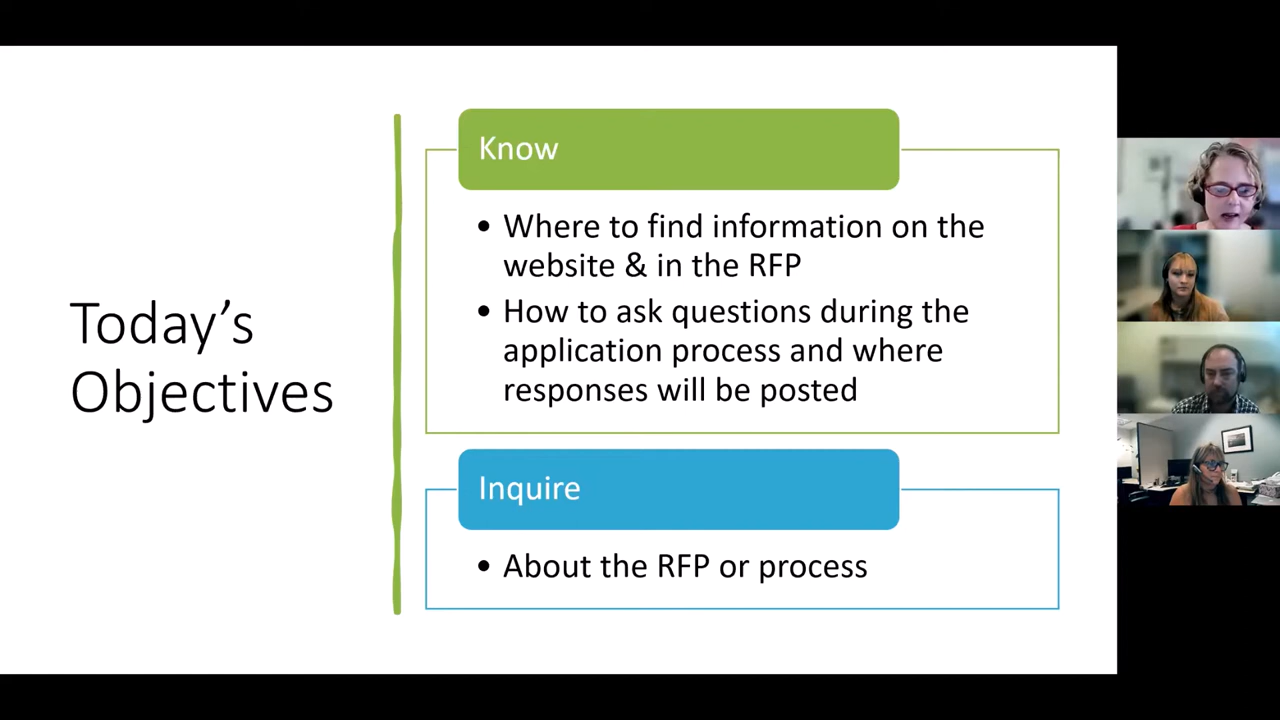 Today’s
Objectives
Know
• Where to find information on the
website & in the RFP
• How to ask questions during the
application process and where
responses will be posted
Inquire
• About the RFP or process